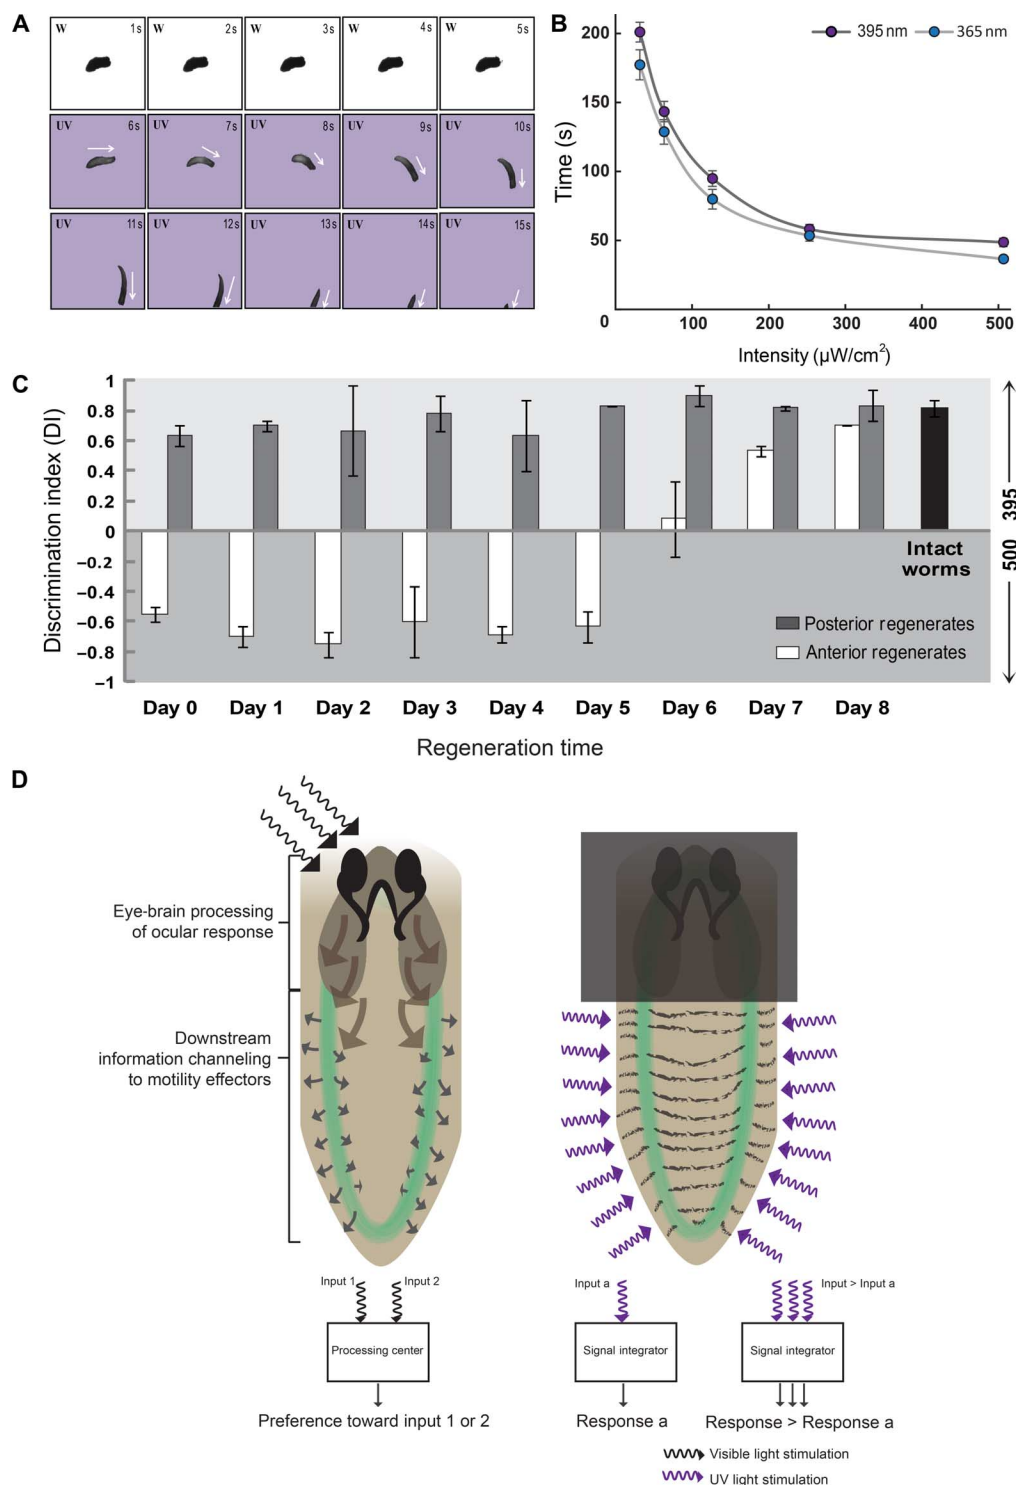 A
W 1s
W 2s
W 3s
W 4s
W 5s
UV 6s
UV 7s
UV 8s
UV 9s
UV 10s
UV 11s
UV 12s
UV 13s
UV 14s
UV 15s
B
395 nm 365 nm
200
150
100
50
0
100 200 300 400 500
Time (s)
Intensity (µW/cm²)
C
1
0.8
0.6
0.4
0.2
0
−0.2
−0.4
−0.6
−0.8
−1
Discrimination index (DI)
Intact
worms
Posterior regenerates
Anterior regenerates
395
500
Day 0 Day 1 Day 2 Day 3 Day 4 Day 5 Day 6 Day 7 Day 8
Regeneration time
D
Eye-brain processing
of ocular response
Downstream
information channeling
to motility effectors
Input 1 Input 2
Processing center
Preference toward input 1 or 2
Input a
Signal integrator
Response a
Input > Input a
Signal integrator
Response > Response a
Visible light stimulation
UV light stimulation